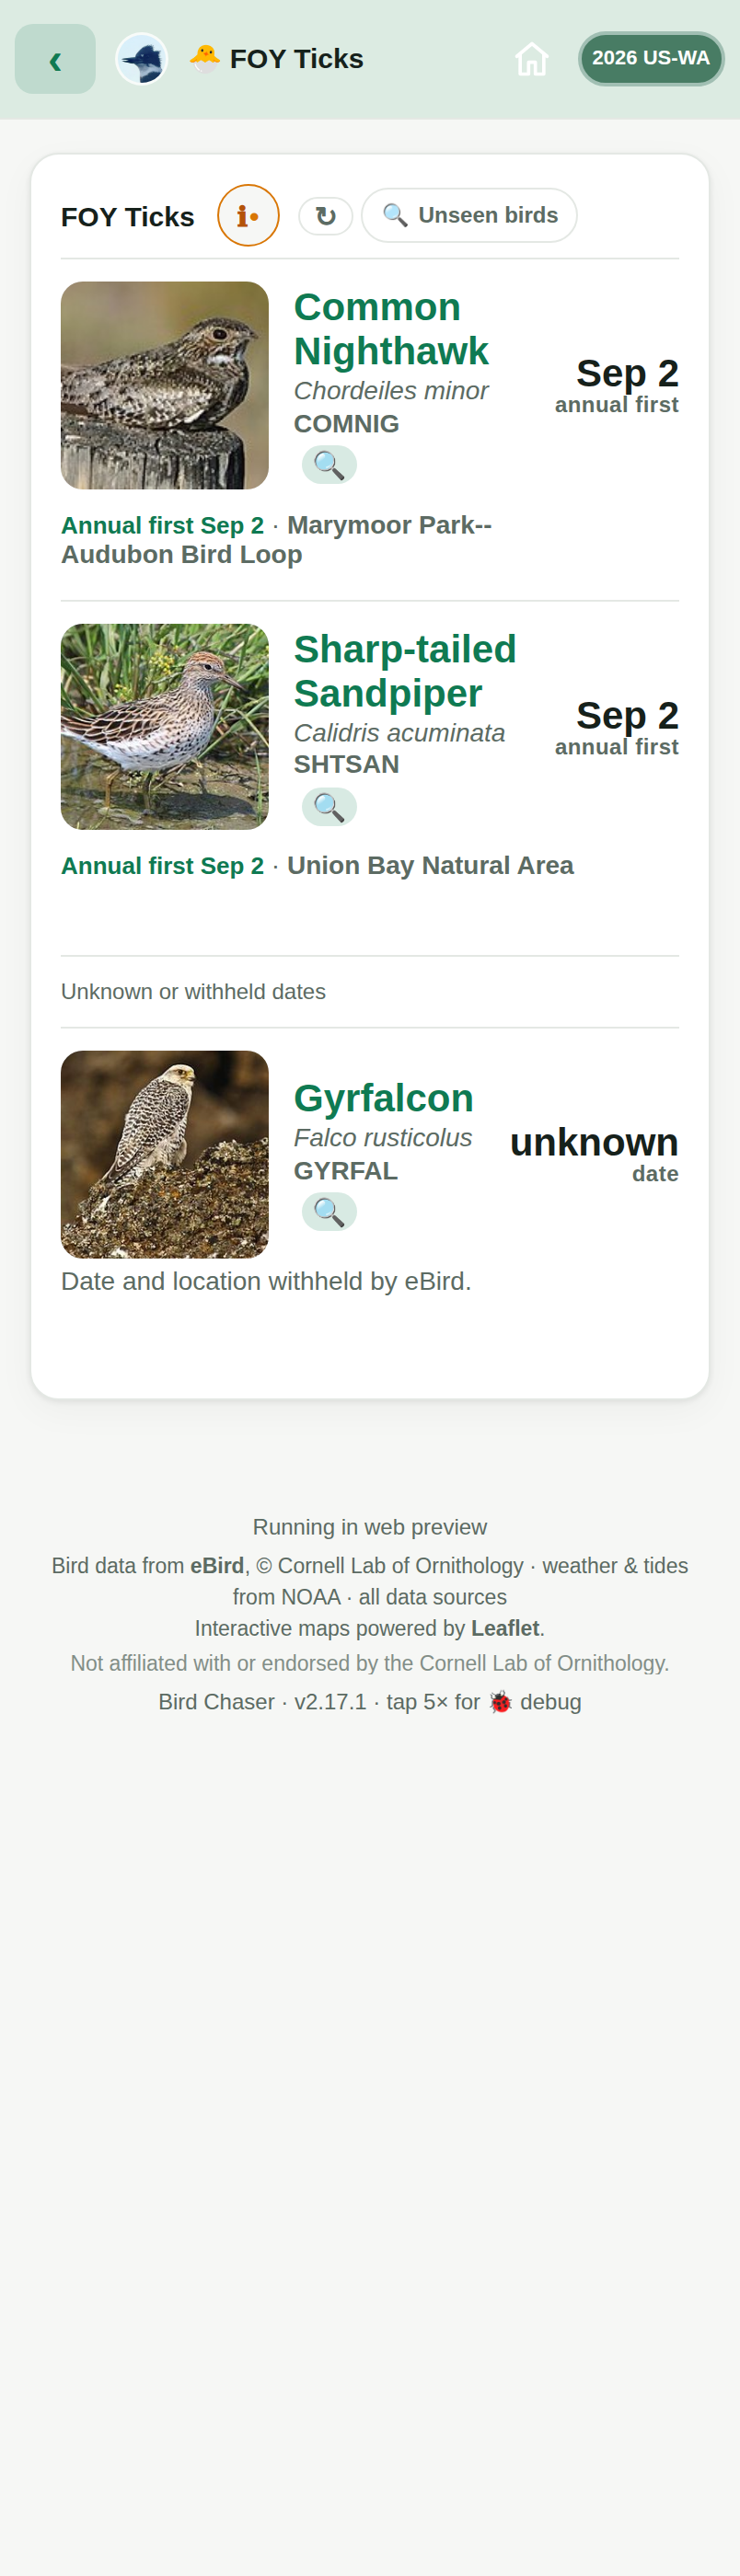 ‹ FOY Ticks 2026 US-WA
FOY Ticks i• ↻ Unseen birds
Common
Nighthawk
Chordeiles minor
COMNIG
Sep 2
annual first
Annual first Sep 2 · Marymoor Park--
Audubon Bird Loop
Sharp-tailed
Sandpiper
Calidris acuminata
SHTSAN
Sep 2
annual first
Annual first Sep 2 · Union Bay Natural Area
Unknown or withheld dates
Gyrfalcon
Falco rusticolus
GYRFAL
unknown
date
Date and location withheld by eBird.
Running in web preview
Bird data from eBird, © Cornell Lab of Ornithology · weather & tides
from NOAA · all data sources
Interactive maps powered by Leaflet.
Not affiliated with or endorsed by the Cornell Lab of Ornithology.
Bird Chaser · v2.17.1 · tap 5× for 🐞 debug